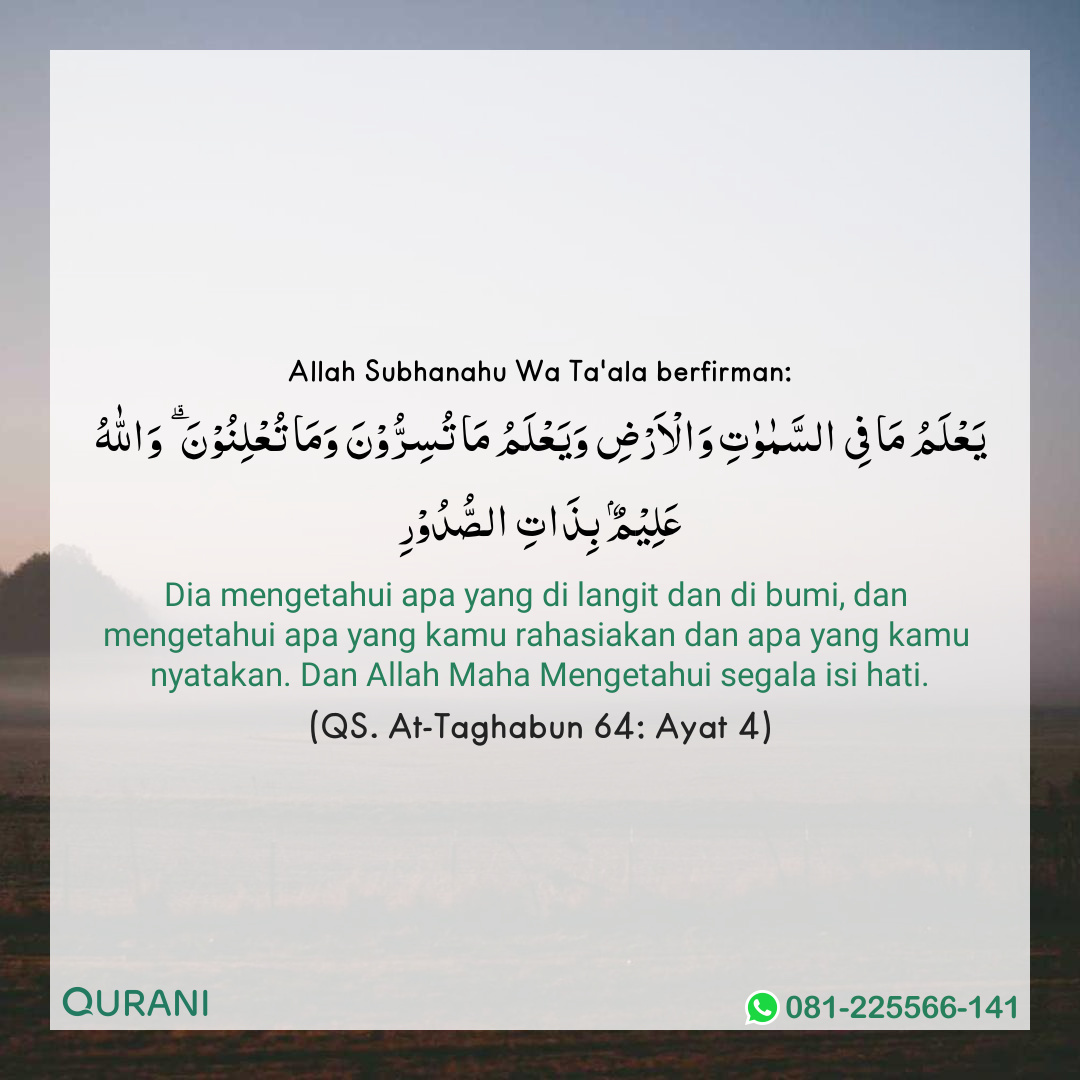 Allah Subhanahu Wa Ta'ala berfirman:
يَعْلَمُ مَا فِى السَّمٰوٰتِ وَالْاَرْضِ وَيَعْلَمُ مَا تُسِرُّوْنَ وَمَا تُعْلِنُوْنَ ۗ وَاللّٰهُ
عَلِيْمٌۢ بِذَاتِ الصُّدُوْرِ
Dia mengetahui apa yang di langit dan di bumi, dan
mengetahui apa yang kamu rahasiakan dan apa yang kamu
nyatakan. Dan Allah Maha Mengetahui segala isi hati.
(QS. At-Taghabun 64: Ayat 4)
QURANI
081-225566-141